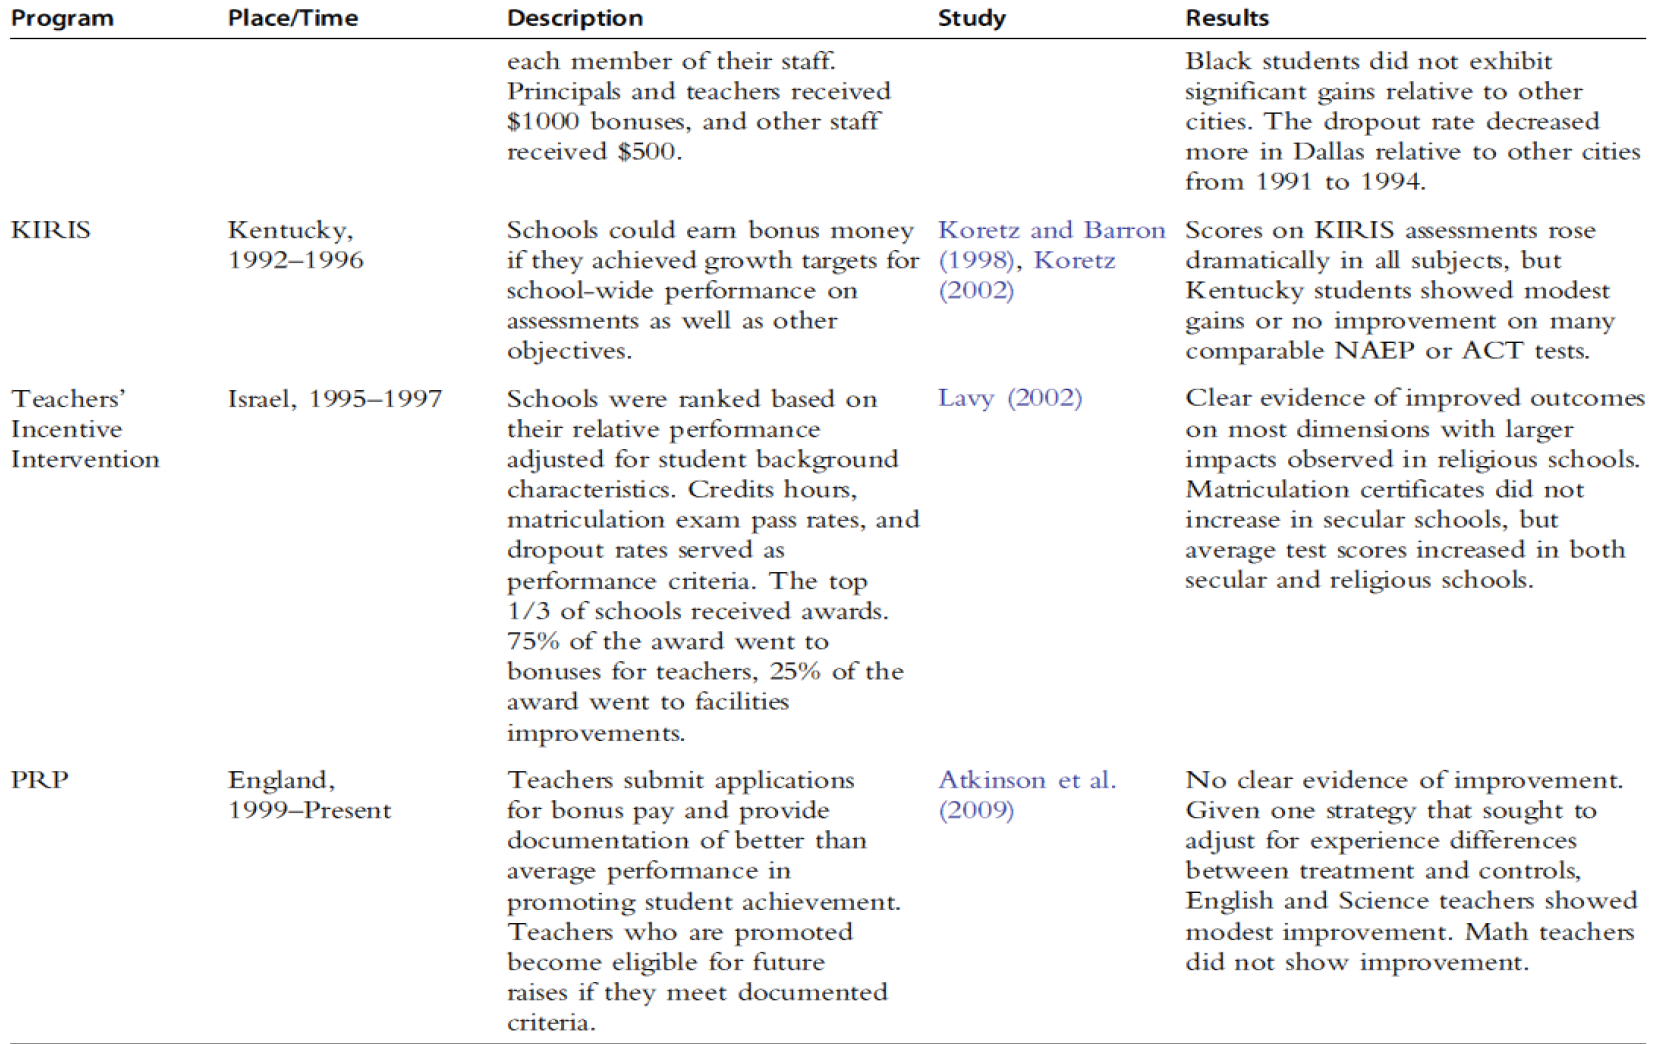 Program Place/Time Description Study Results
each member of their staff.
Principals and teachers received
$1000 bonuses, and other staff
received $500.
Black students did not exhibit
significant gains relative to other
cities. The dropout rate decreased
more in Dallas relative to other cities
from 1991 to 1994.
KIRIS
Kentucky,
1992–1996
Schools could earn bonus money
if they achieved growth targets for
school-wide performance on
assessments as well as other
objectives.
Koretz and Barron
(1998), Koretz
(2002)
Scores on KIRIS assessments rose
dramatically in all subjects, but
Kentucky students showed modest
gains or no improvement on many
comparable NAEP or ACT tests.
Teachers’
Incentive
Intervention
Israel, 1995–1997
Schools were ranked based on
their relative performance
adjusted for student background
characteristics. Credits hours,
matriculation exam pass rates, and
dropout rates served as
performance criteria. The top
1/3 of schools received awards.
75% of the award went to
bonuses for teachers, 25% of the
award went to facilities
improvements.
Lavy (2002)
Clear evidence of improved outcomes
on most dimensions with larger
impacts observed in religious schools.
Matriculation certificates did not
increase in secular schools, but
average test scores increased in both
secular and religious schools.
PRP
England,
1999–Present
Teachers submit applications
for bonus pay and provide
documentation of better than
average performance in
promoting student achievement.
Teachers who are promoted
become eligible for future
raises if they meet documented
criteria.
Atkinson et al.
(2009)
No clear evidence of improvement.
Given one strategy that sought to
adjust for experience differences
between treatment and controls,
English and Science teachers showed
modest improvement. Math teachers
did not show improvement.